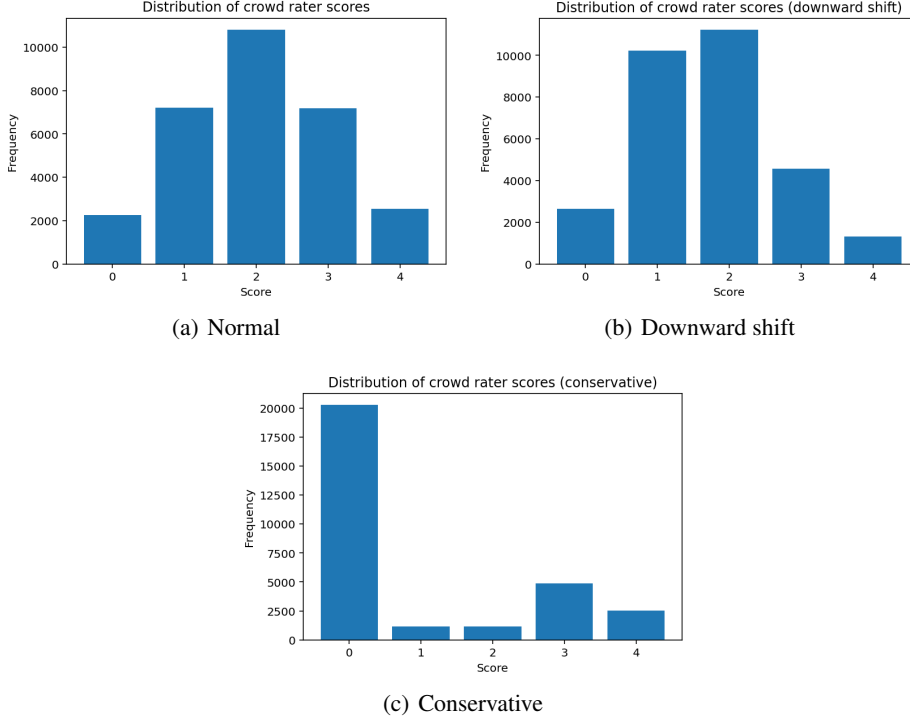 Distribution of crowd rater scores
10000
8000
6000
4000
2000
0
Frequency
0 1 2 3 4
Score
(a) Normal
Distribution of crowd rater scores (downward shift)
10000
8000
6000
4000
2000
0
Frequency
0 1 2 3 4
Score
(b) Downward shift
Distribution of crowd rater scores (conservative)
20000
17500
15000
12500
10000
7500
5000
2500
0
Frequency
0 1 2 3 4
Score
(c) Conservative